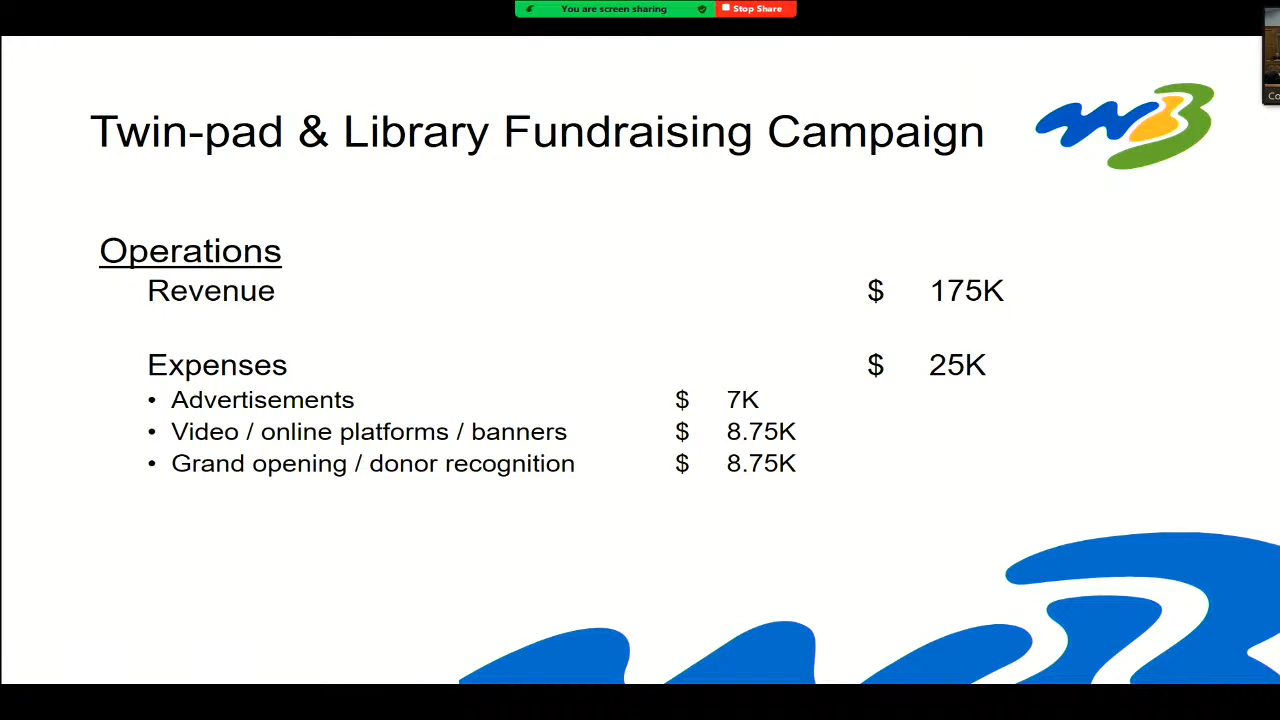 You are screen sharing Stop Share
Co
Twin-pad & Library Fundraising Campaign
Operations
Revenue $ 175K
Expenses $ 25K
• Advertisements $ 7K
• Video / online platforms / banners $ 8.75K
• Grand opening / donor recognition $ 8.75K